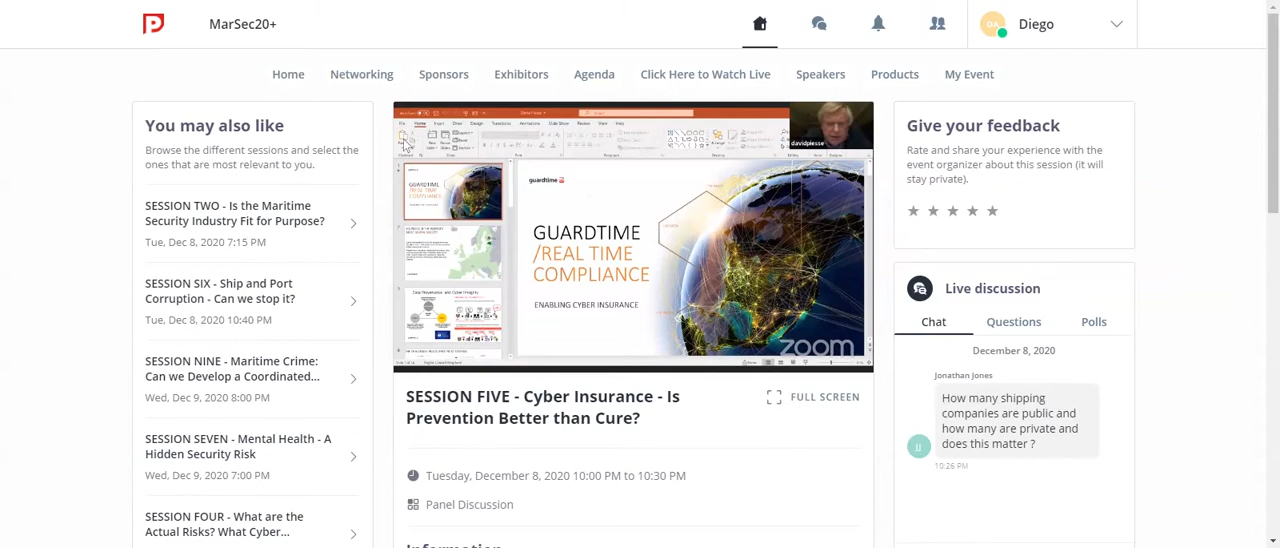 MarSec20+
DA
Diego
Home
Networking
Sponsors
Exhibitors
Agenda
Click Here to Watch Live
Speakers
Products
My Event
You may also like
Browse the different sessions and select the
ones that are most relevant to you.
SESSION TWO - Is the Maritime
Security Industry Fit for Purpose?
Tue, Dec 8, 2020 7:15 PM
SESSION SIX - Ship and Port
Corruption - Can we stop it?
Tue, Dec 8, 2020 10:40 PM
SESSION NINE - Maritime Crime:
Can we Develop a Coordinated...
Wed, Dec 9, 2020 8:00 PM
SESSION SEVEN - Mental Health - A
Hidden Security Risk
Wed, Dec 9, 2020 7:00 PM
SESSION FOUR - What are the
Actual Risks? What Cyber...
davidpiesse
guardtime
GUARDTIME
/REAL TIME
COMPLIANCE
ENABLING CYBER INSURANCE
GUARDTIME
/REAL TIME
COMPLIANCE
zoom
SESSION FIVE - Cyber Insurance - Is
Prevention Better than Cure?
FULL SCREEN
Tuesday, December 8, 2020 10:00 PM to 10:30 PM
Panel Discussion
Information
Give your feedback
Rate and share your experience with the
event organizer about this session (it will
stay private).
Live discussion
Chat
Questions
Polls
December 8, 2020
Jonathan Jones
How many shipping
companies are public and
how many are private and
does this matter ?
JJ
10:26 PM